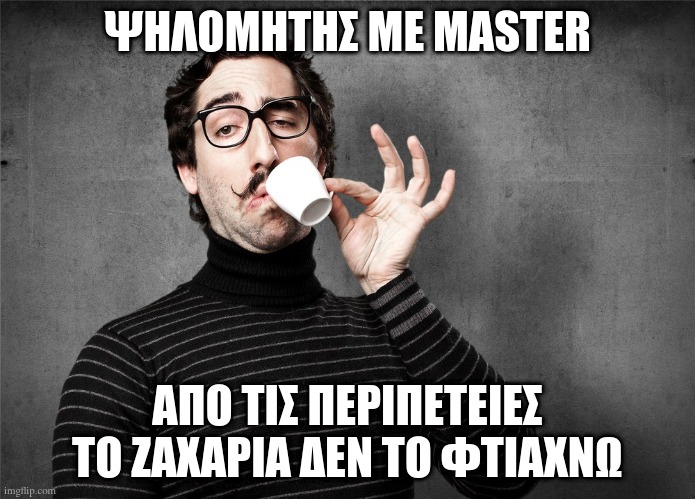 ΨΗΛΟΜΗΤΗΣ ΜΕ MASTER
ΑΠΟ ΤΙΣ ΠΕΡΙΠΕΤΕΙΕΣ
ΤΟ ΖΑΧΑΡΙΑ ΔΕΝ ΤΟ ΦΤΙΑΧΝΩ
imgflip.com